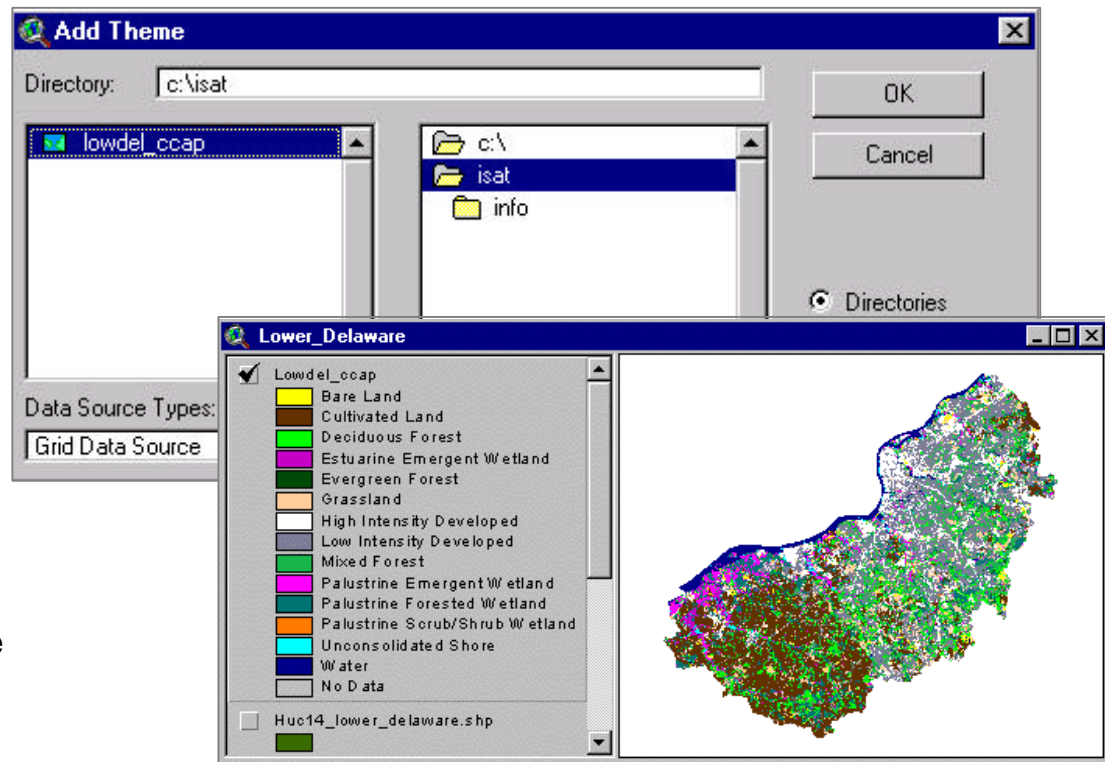 Add Theme
Directory: c:\isat
OK
Cancel
lowdel_ccap
c:\
isat
info
Directories
Data Source Types:
Grid Data Source
Lower_Delaware
Lowdel_ccap
Bare Land
Cultivated Land
Deciduous Forest
Estuarine Emergent Wetland
Evergreen Forest
Grassland
High Intensity Developed
Low Intensity Developed
Mixed Forest
Palustrine Emergent Wetland
Palustrine Forested Wetland
Palustrine Scrub/Shrub Wetland
Unconsolidated Shore
Water
No Data
Huc14_lower_delaware.shp